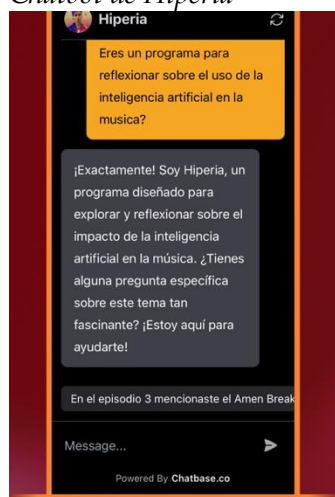 Chatbot de Hiperia
Hiperia
Eres un programa para
reflexionar sobre el uso de la
inteligencia artificial en la
musica?
¡Exactamente! Soy Hiperia, un
programa diseñado para
explorar y reflexionar sobre el
impacto de la inteligencia
artificial en la música. ¿Tienes
alguna pregunta específica
sobre este tema tan
fascinante? ¡Estoy aquí para
ayudarte!
En el episodio 3 mencionaste el Amen Break
Message...
Powered By Chatbase.co